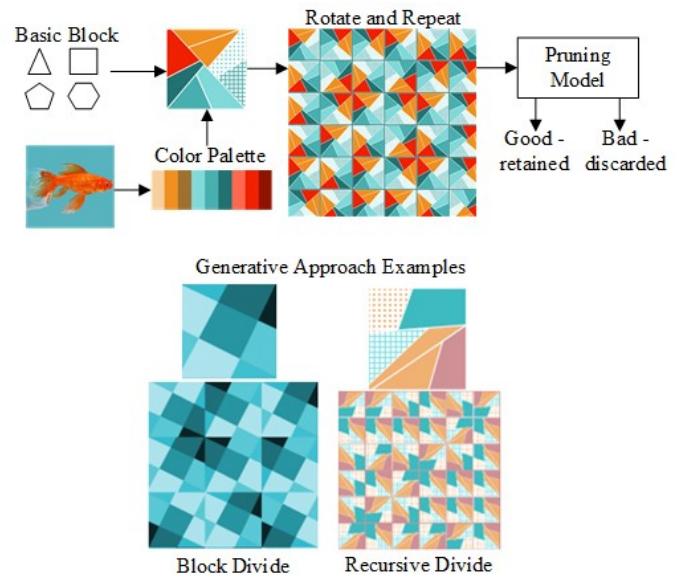 Rotate and Repeat
Basic Block
Pruning
Model
Good -
retained
Bad -
discarded
Color Palette
Generative Approach Examples
Block Divide
Recursive Divide